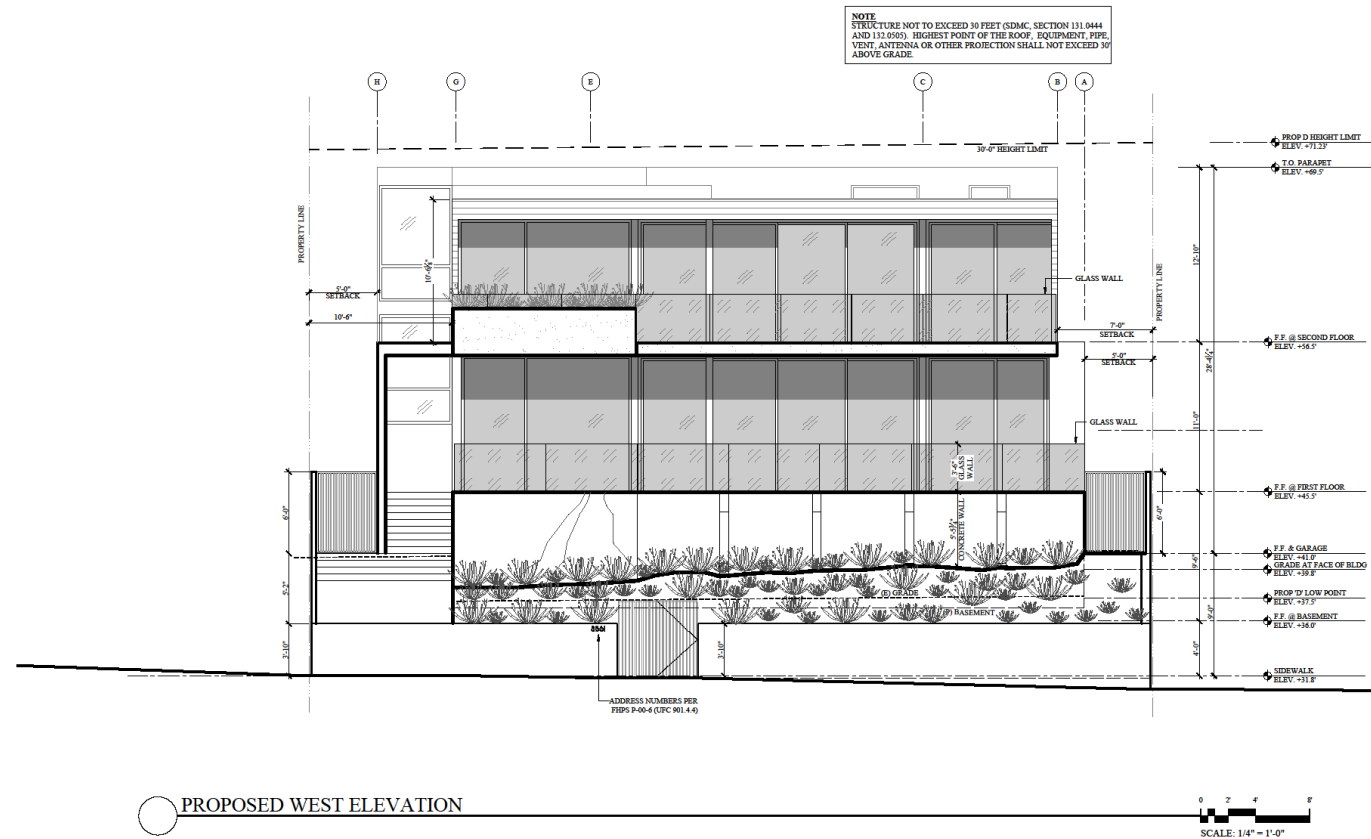 NOTE
STRUCTURE NOT TO EXCEED 30 FEET (SDMC, SECTION 131.0444
AND 132.0505). HIGHEST POINT OF THE ROOF, EQUIPMENT, PIPE,
VENT, ANTENNA OR OTHER PROJECTION SHALL NOT EXCEED 30'
ABOVE GRADE.
H
G
E
C
B
A
30'-0" HEIGHT LIMIT
PROP D HEIGHT LIMIT
ELEV. +71.23'
T.O. PARAPET
ELEV. +69.5'
PROPERTY LINE
PROPERTY LINE
12'-10"
GLASS WALL
5'-0"
SETBACK
10'-6"
7'-0"
SETBACK
F.F. @ SECOND FLOOR
ELEV. +56.5'
5'-0"
SETBACK
11'-0"
GLASS WALL
3'-6"
GLASS
WALL
6'-0"
6'-0"
F.F. @ FIRST FLOOR
ELEV. +45.5'
CONCRETE WALL
F.F. & GARAGE
ELEV. +41.0'
9'-6"
GRADE AT FACE OF BLDG
ELEV. +39.8'
5'-2"
(E) GRADE
PROP 'D' LOW POINT
ELEV. +37.5'
(P) BASEMENT
9'-0"
F.F. @ BASEMENT
ELEV. +36.0'
3'-10"
3'-10"
4'-0"
SIDEWALK
ELEV. +31.8'
ADDRESS NUMBERS PER
FHPS P-00-6 (UFC 901.4.4)
PROPOSED WEST ELEVATION
0 2' 4' 8'
SCALE: 1/4" = 1'-0"